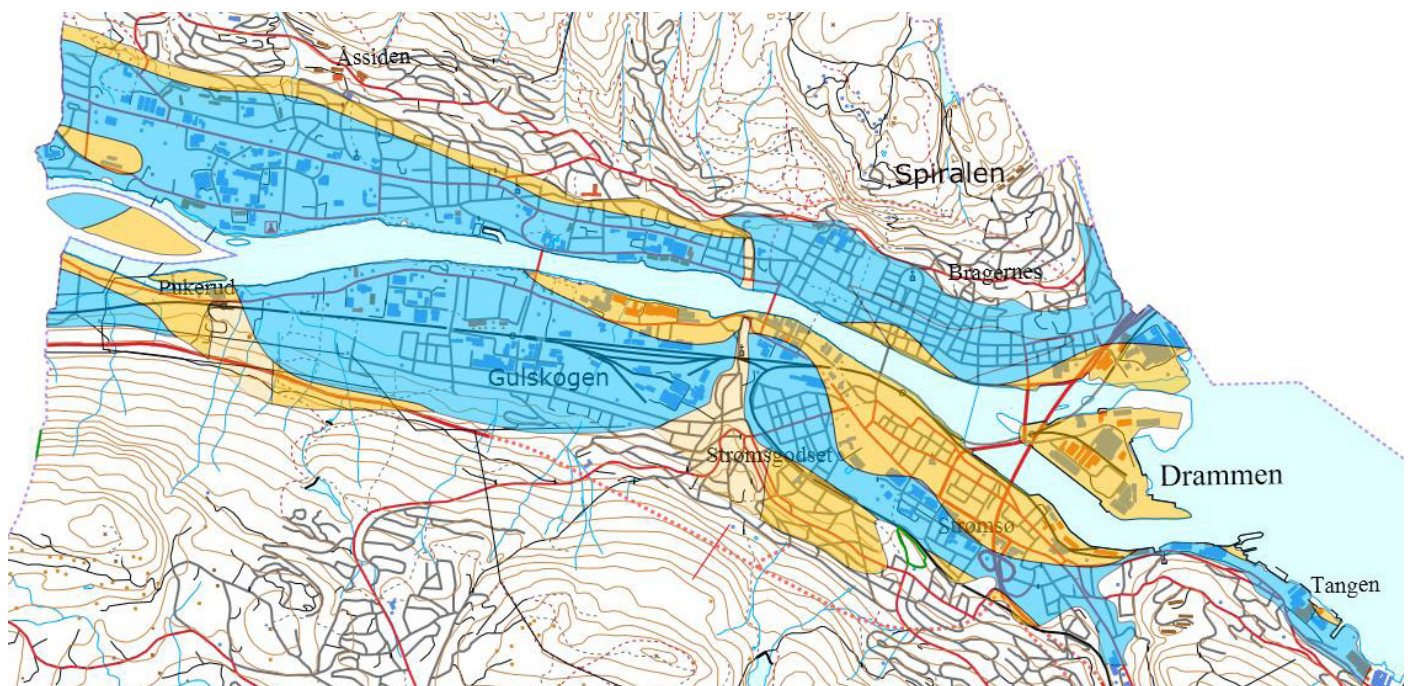 Åssiden
Spiralen
Bragernes
Pukerud
Gulskogen
Strømsgodset
Drammen
Strømsø
Tangen